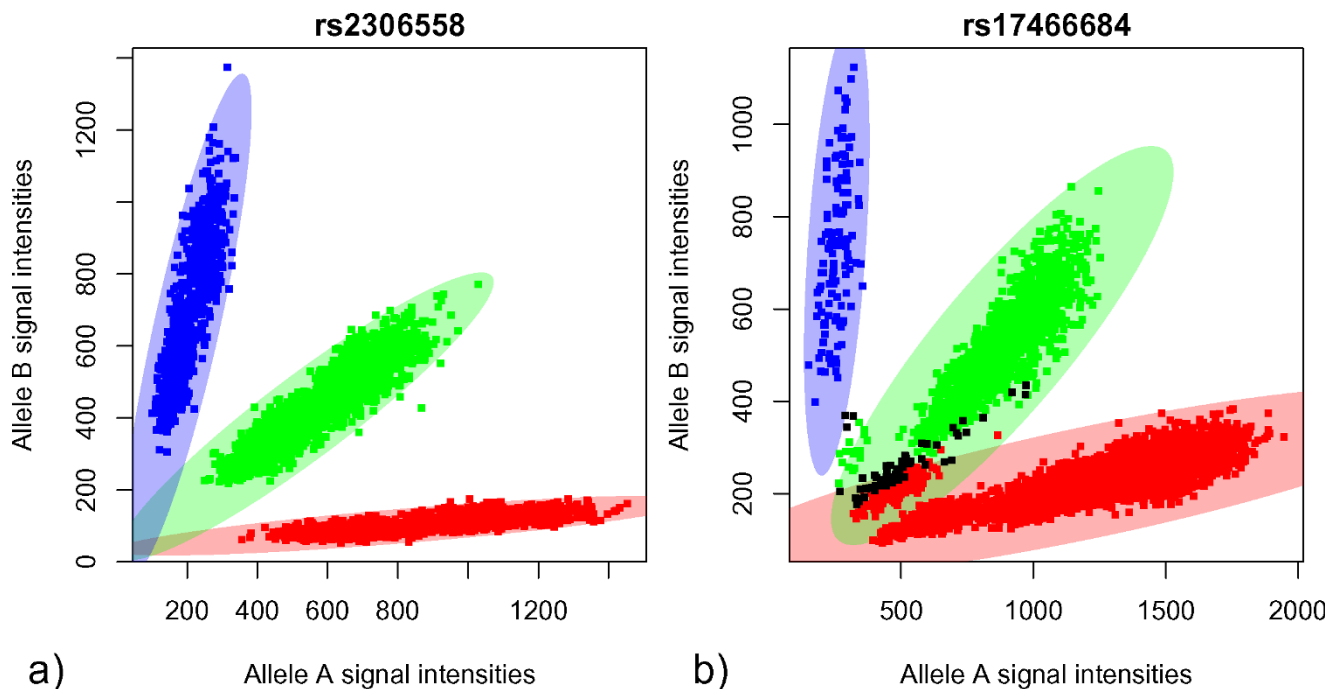 rs2306558
Allele B signal intensities
1200
800
600
400
200
0
200 400 600 800 1200
a) Allele A signal intensities
rs17466684
Allele B signal intensities
1000
800
600
400
200
500 1000 1500 2000
b) Allele A signal intensities